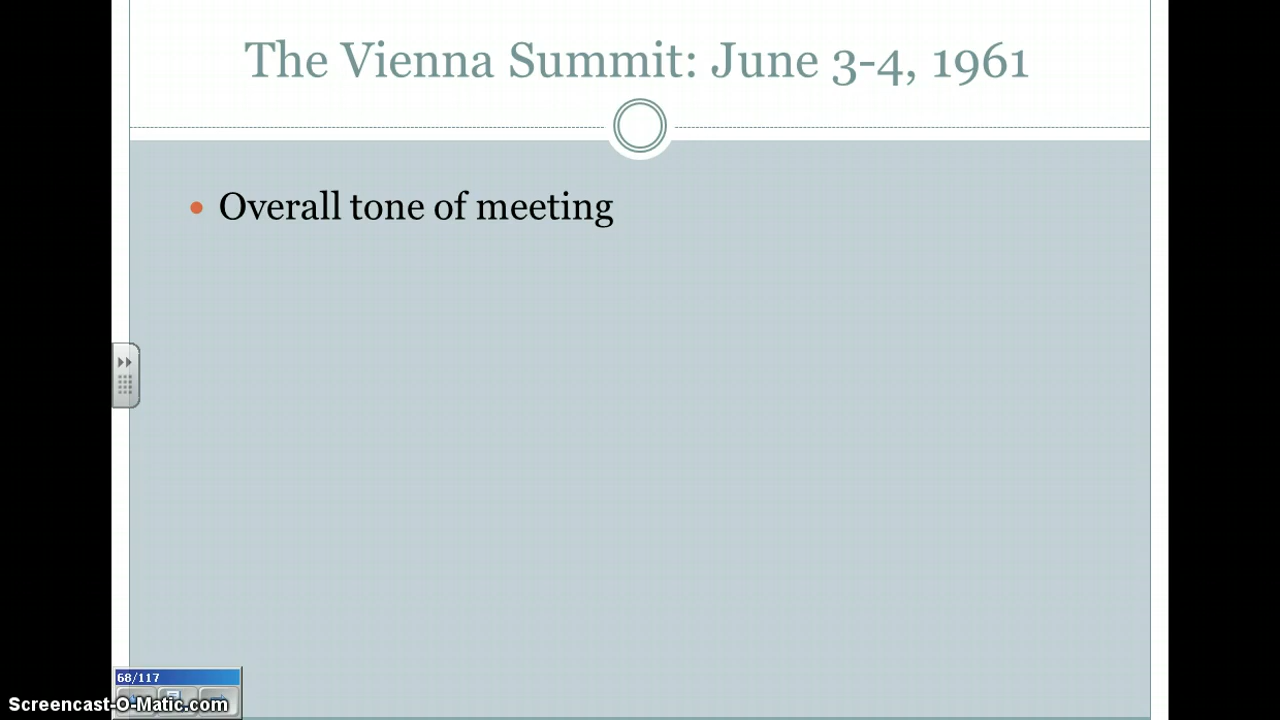 The Vienna Summit: June 3-4, 1961
Overall tone of meeting
68/117
Screencast-O-Matic.com